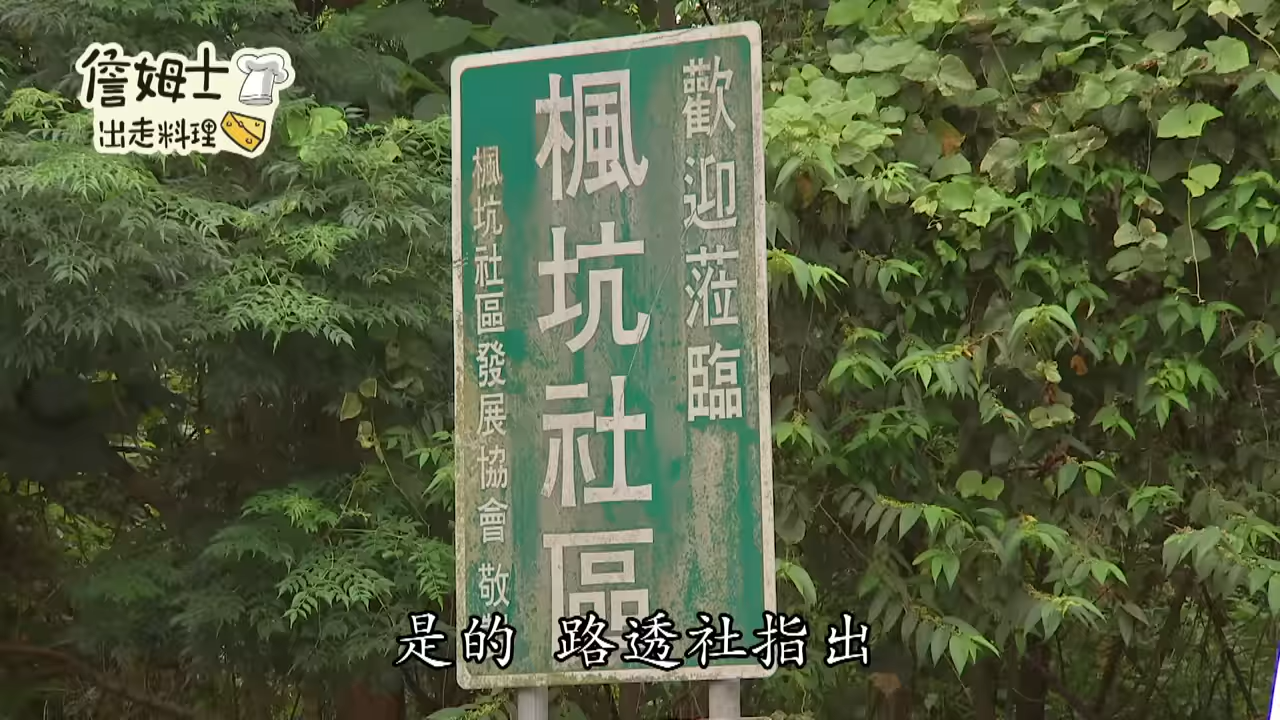 詹姆士
出走料理
歡迎蒞臨
楓坑社區
楓坑社區發展協會 敬
是的 路透社指出